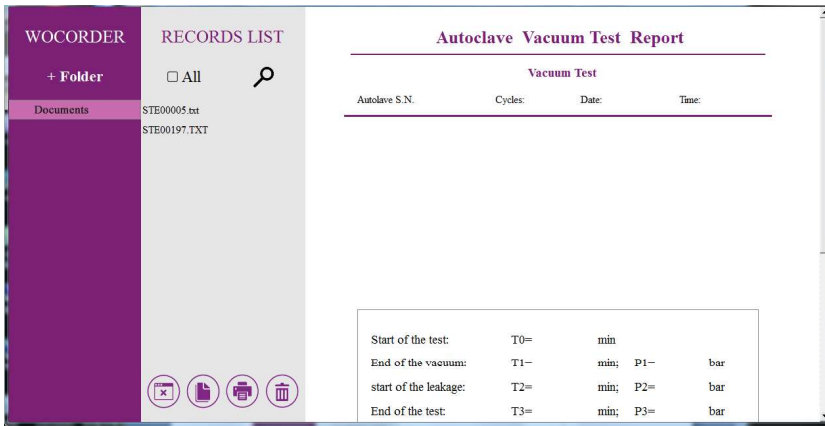 WOCORDER
+ Folder
Documents
RECORDS LIST
All
STE00005.txt
STE00197.TXT
Autoclave Vacuum Test Report
Vacuum Test
Autolave S.N. Cycles: Date: Time:
Start of the test: T0= min
End of the vacuum: T1= min; P1= bar
start of the leakage: T2= min; P2= bar
End of the test: T3= min; P3= bar